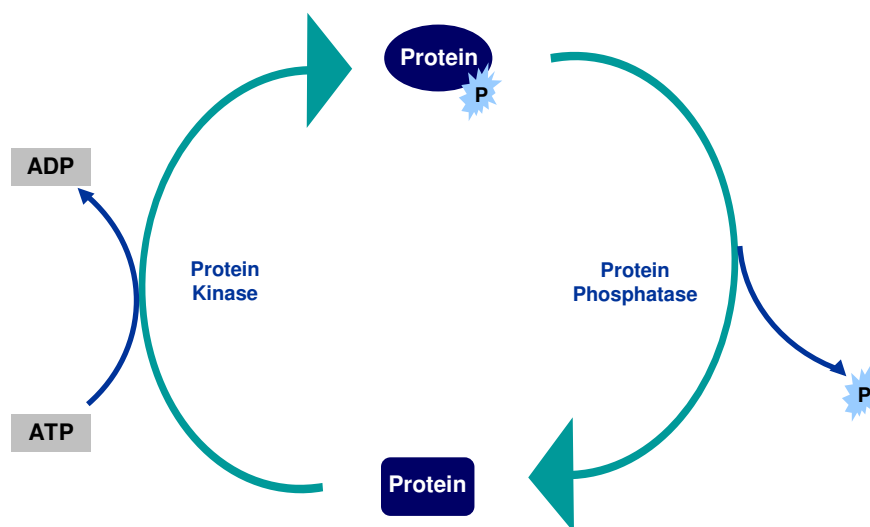 Protein
P
ADP
Protein
Kinase
Protein
Phosphatase
P
ATP
Protein